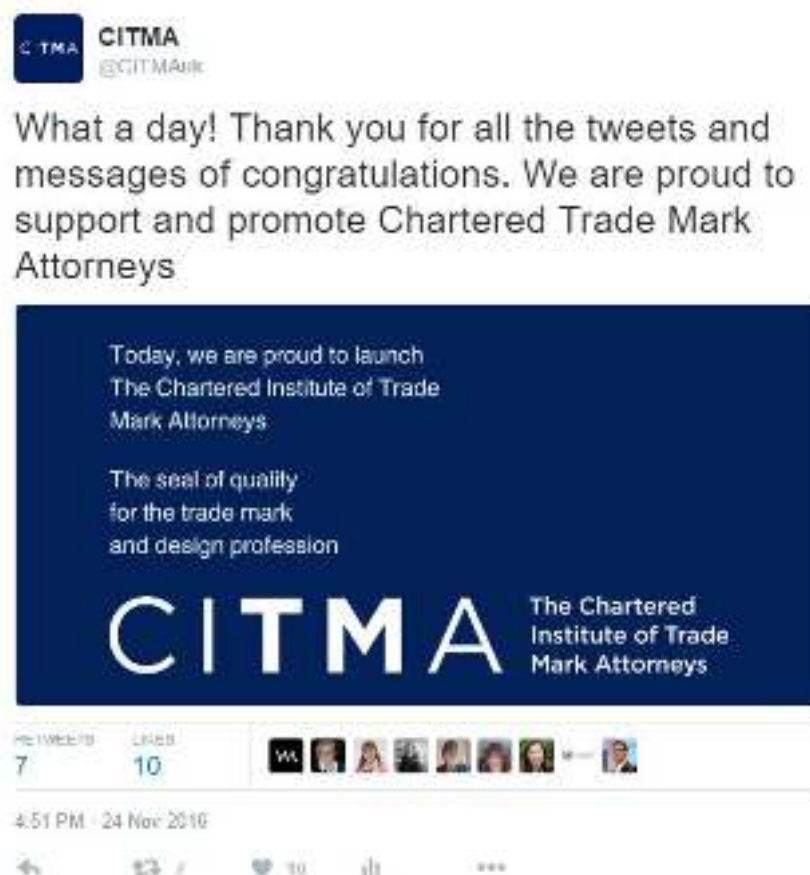 CITMA
CITMA
@CITMAuk
What a day! Thank you for all the tweets and
messages of congratulations. We are proud to
support and promote Chartered Trade Mark
Attorneys
Today, we are proud to launch
The Chartered Institute of Trade
Mark Attorneys
The seal of quality
for the trade mark
and design profession
CITMA
The Chartered
Institute of Trade
Mark Attorneys
RETWEETS LIKES
7 10
4:51 PM - 24 Nov 2016
7 10